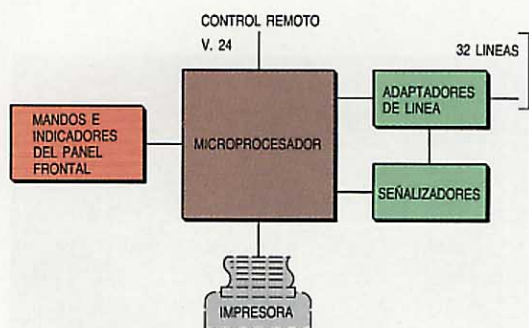 CONTROL REMOTO
V. 24
32 LINEAS
MANDOS E
INDICADORES
DEL PANEL
FRONTAL
MICROPROCESADOR
ADAPTADORES
DE LINEA
SEÑALIZADORES
IMPRESORA